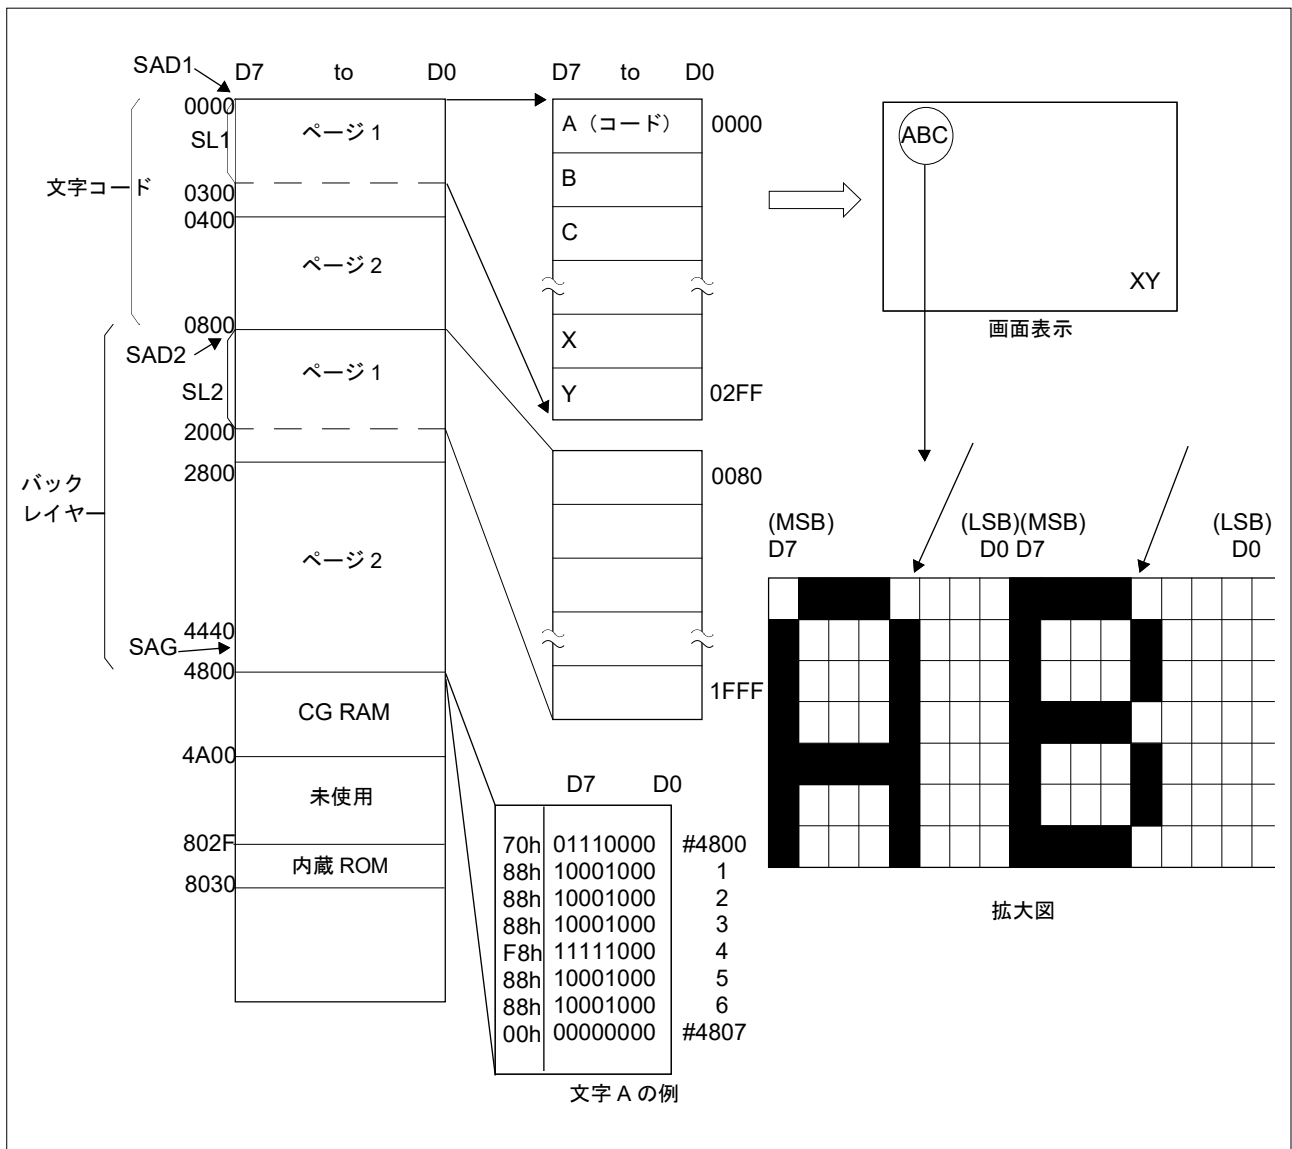 SAD1
D7 to D0
D7 to D0
0000
ページ 1
SL1
文字コード
0300
0400
ページ 2
0800
SAD2
ページ 1
SL2
2000
2800
バック
レイヤー
ページ 2
4440
SAG
4800
CG RAM
4A00
未使用
802F
内蔵 ROM
8030
A（コード）
0000
B
C
X
Y
02FF
0080
1FFF
ABC
XY
画面表示
(MSB)
D7
(LSB)(MSB)
D0 D7
(LSB)
D0
拡大図
D7 D0
70h 01110000 #4800
88h 10001000 1
88h 10001000 2
88h 10001000 3
F8h 11111000 4
88h 10001000 5
88h 10001000 6
00h 00000000 #4807
文字 A の例